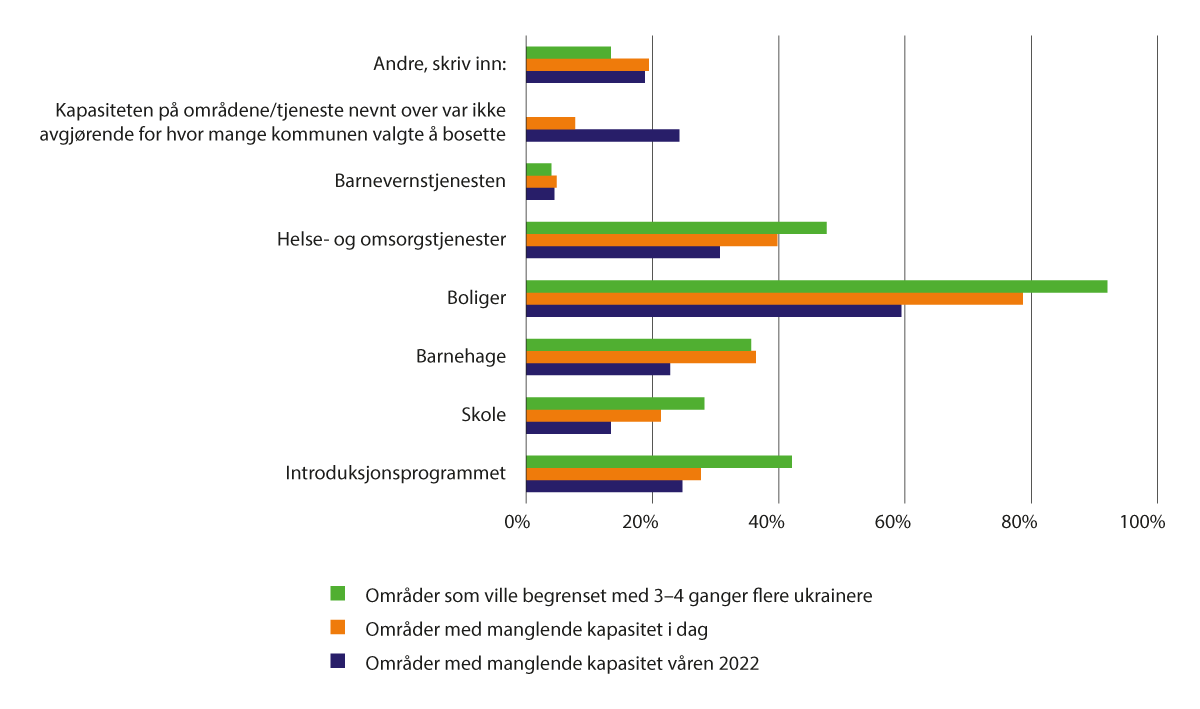 Andre, skriv inn:
Kapasiteten på områdene/tjeneste nevnt over var ikke
avgjørende for hvor mange kommunen valgte å bosette
Barnevernstjenesten
Helse- og omsorgstjenester
Boliger
Barnehage
Skole
Introduksjonsprogrammet
0% 20% 40% 60% 80% 100%
Områder som ville begrenset med 3–4 ganger flere ukrainere
Områder med manglende kapasitet i dag
Områder med manglende kapasitet våren 2022